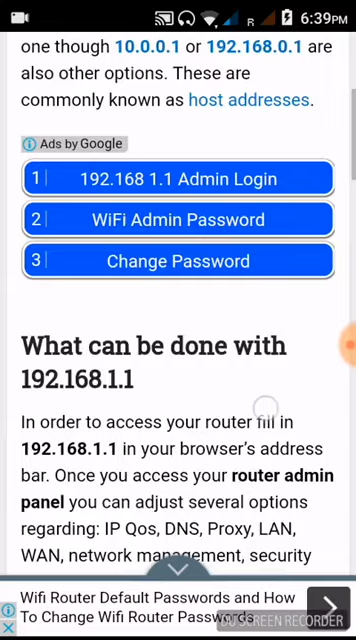 R
6:39PM
one though 10.0.0.1 or 192.168.0.1 are
also other options. These are
commonly known as host addresses.
Ads by Google
1 192.168 1.1 Admin Login
2 WiFi Admin Password
3 Change Password
What can be done with
192.168.1.1
In order to access your router fill in
192.168.1.1 in your browser's address
bar. Once you access your router admin
panel you can adjust several options
regarding: IP Qos, DNS, Proxy, LAN,
WAN, network management, security
Wifi Router Default Passwords and How
To Change Wifi Router Passwords
DU SCREEN RECORDER